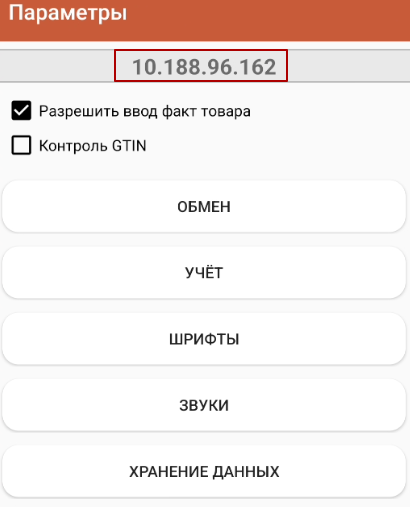 Параметры
10.188.96.162
Разрешить ввод факт товара
Контроль GTIN
ОБМЕН
УЧЁТ
ШРИФТЫ
ЗВУКИ
ХРАНЕНИЕ ДАННЫХ